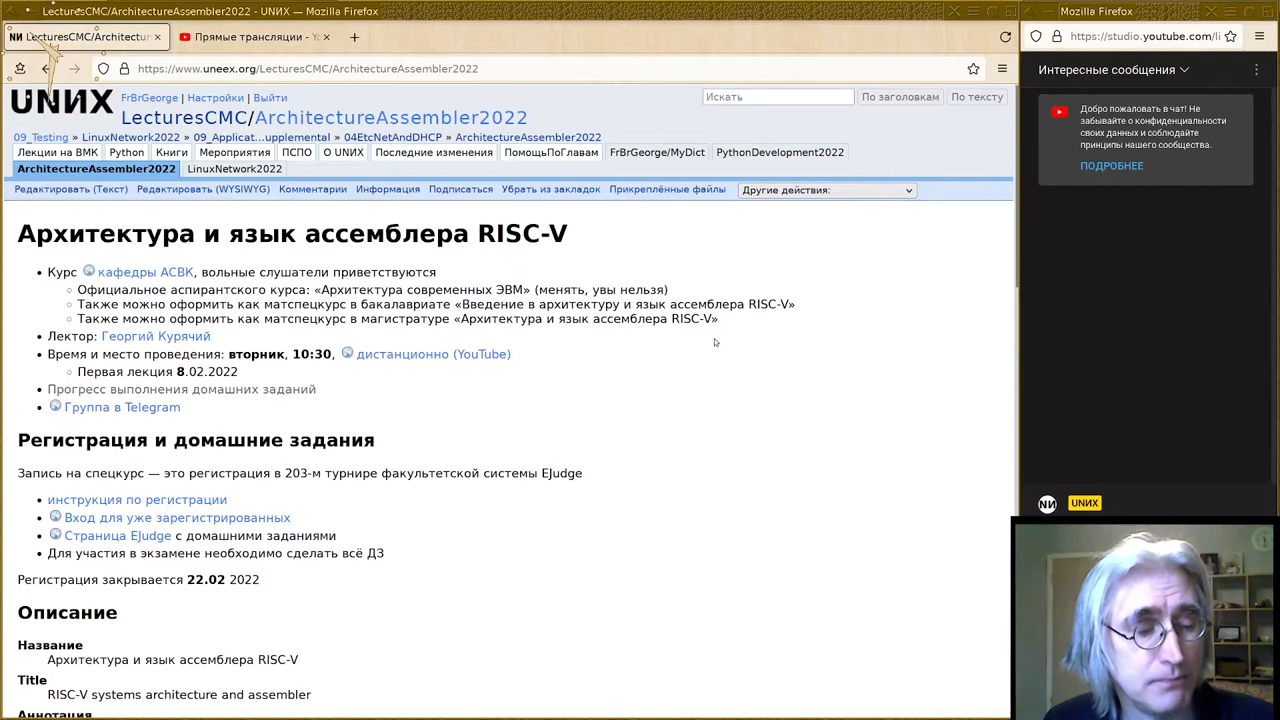 LecturesCMC/ArchitectureAssembler2022 - UNИX — Mozilla Firefox
Mozilla Firefox
LecturesCMC/Architectur
Прямые трансляции - Yo
https://studio.youtube.com/li
https://www.uneex.org/LecturesCMC/ArchitectureAssembler2022
Интересные сообщения
UNИX
FrBrGeorge | Настройки | Выйти
Искать
По заголовкам
По тексту
LecturesCMC/ArchitectureAssembler2022
Добро пожаловать в чат! Не
забывайте о конфиденциальности
своих данных и соблюдайте
принципы нашего сообщества.
ПОДРОБНЕЕ
09_Testing » LinuxNetwork2022 » 09_Applicat...upplemental » 04EtcNetAndDHCP » ArchitectureAssembler2022
Лекции на ВМК Python Книги Мероприятия ПСПО О UNИX Последние изменения ПомощьПоГлавам FrBrGeorge/MyDict PythonDevelopment2022
ArchitectureAssembler2022 LinuxNetwork2022
Редактировать (Текст) Редактировать (WYSIWYG) Комментарии Информация Подписаться Убрать из закладок Прикреплённые файлы Другие действия:
Архитектура и язык ассемблера RISC-V
Курс кафедры АСВК, вольные слушатели приветствуются
Официальное аспирантского курса: «Архитектура современных ЭВМ» (менять, увы нельзя)
Также можно оформить как матспецкурс в бакалавриате «Введение в архитектуру и язык ассемблера RISC-V»
Также можно оформить как матспецкурс в магистратуре «Архитектура и язык ассемблера RISC-V»
Лектор: Георгий Курячий
Время и место проведения: вторник, 10:30, дистанционно (YouTube)
Первая лекция 8.02.2022
Прогресс выполнения домашних заданий
Группа в Telegram
Регистрация и домашние задания
Запись на спецкурс — это регистрация в 203-м турнире факультетской системы EJudge
инструкция по регистрации
Вход для уже зарегистрированных
Страница EJudge с домашними заданиями
Для участия в экзамене необходимо сделать всё ДЗ
Регистрация закрывается 22.02 2022
Описание
Название
Архитектура и язык ассемблера RISC-V
Title
RISC-V systems architecture and assembler
Аннотация
NИ UNИX